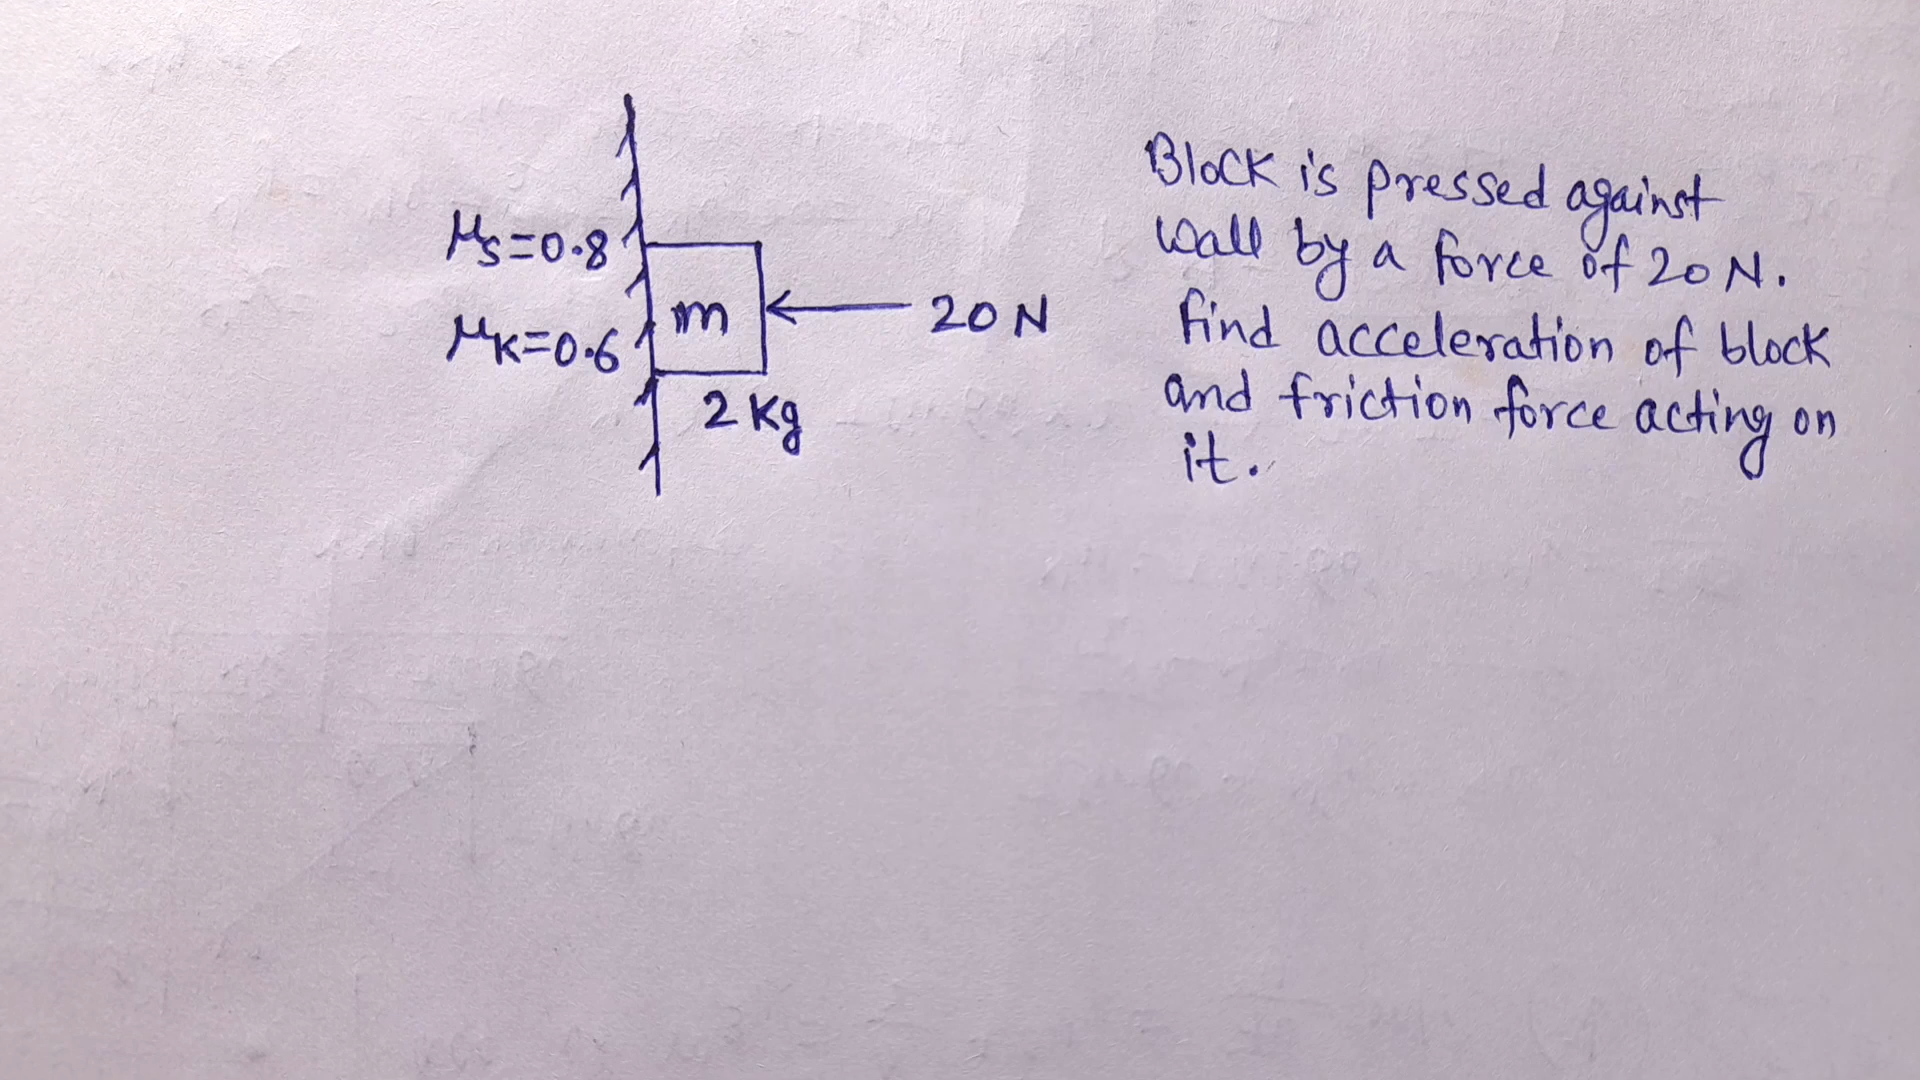 μs=0.8
μK=0.6
m
2 Kg
20 N
Block is pressed against
wall by a force of 20 N.
find acceleration of block
and friction force acting on
it.